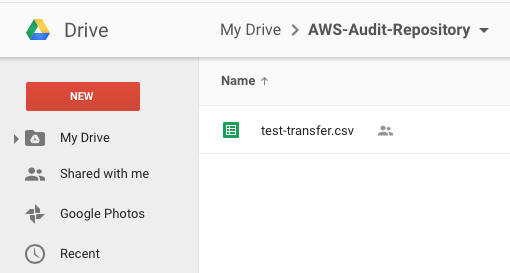 Drive
My Drive > AWS-Audit-Repository
NEW
My Drive
Shared with me
Google Photos
Recent
Name ↑
test-transfer.csv